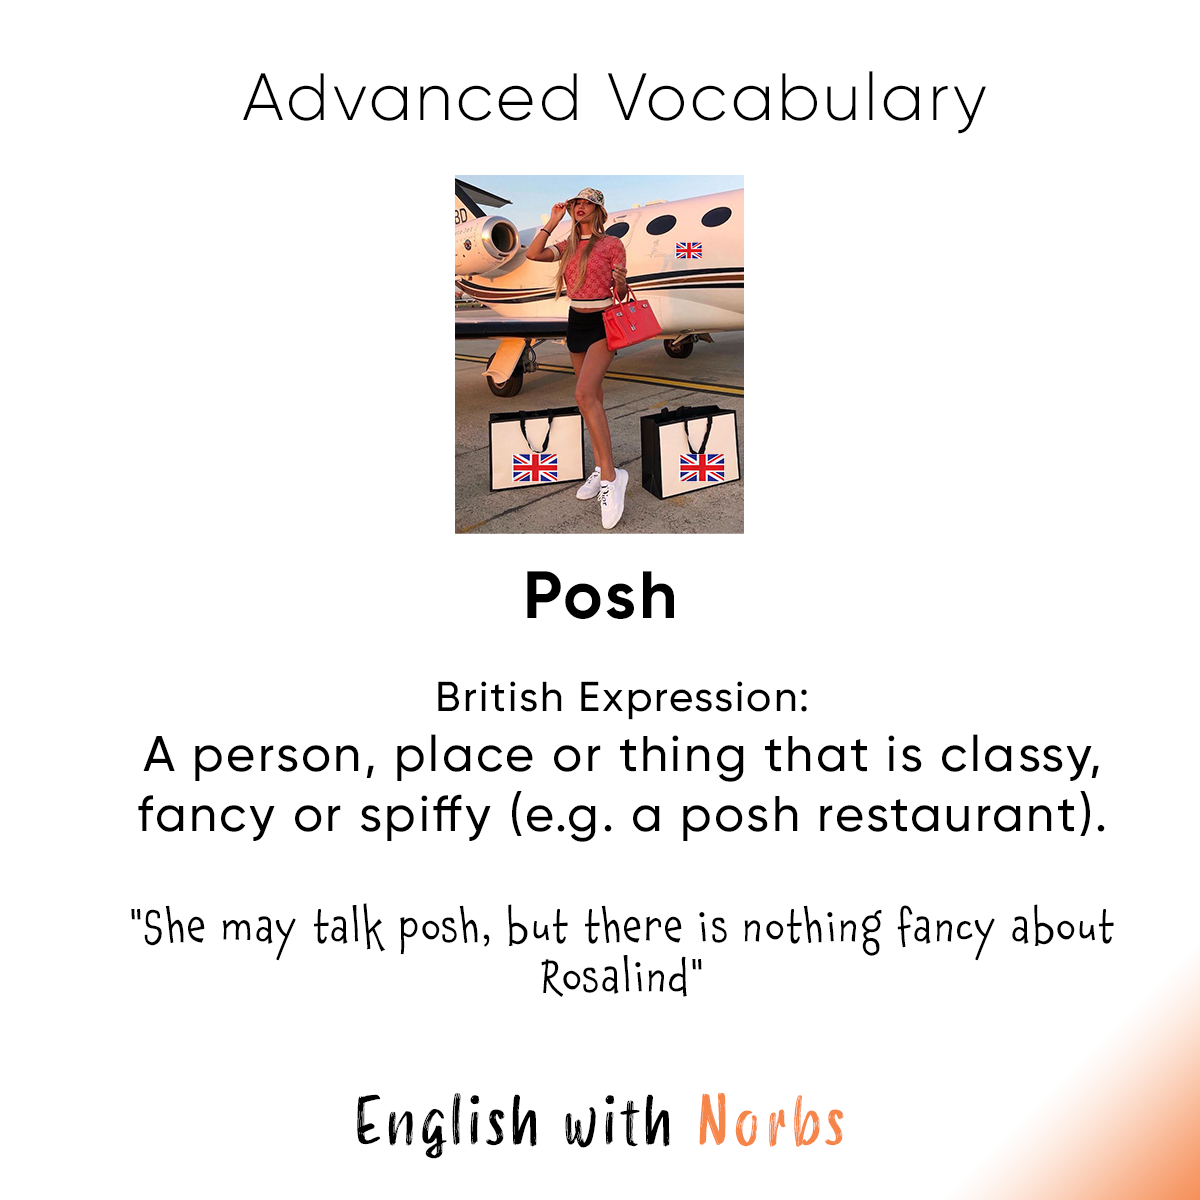 Advanced Vocabulary
BD
Posh
British Expression:
A person, place or thing that is classy,
fancy or spiffy (e.g. a posh restaurant).
"She may talk posh, but there is nothing fancy about
Rosalind"
English with Norbs